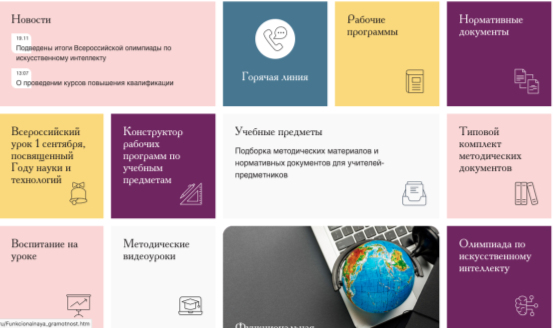 Новости
18.11
Подведены итоги Всероссийской олимпиады по
искусственному интеллекту
13.07
О проведении курсов повышения квалификации
Горячая линия
Рабочие
программы
Нормативные
документы
Всероссийский
урок 1 сентября,
посвященный
Году науки и
технологий
Конструктор
рабочих
программ по
учебным
предметам
Учебные предметы
Подборка методических материалов и
нормативных документов для учителей-
предметников
Типовой
комплект
методических
документов
Воспитание на
уроке
Методические
видеоуроки
Функциональная
Олимпиада по
искусственному
интеллекту
ru/Funkcionalnaya_gramotnost.htm